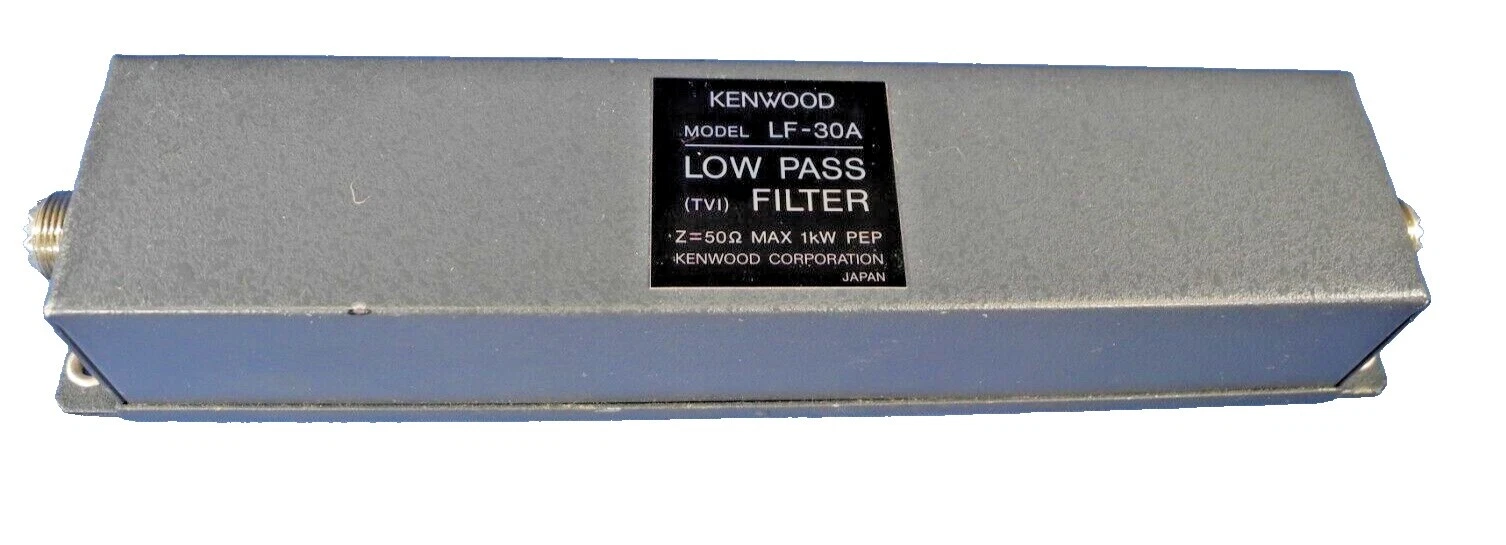 KENWOOD
MODEL LF-30A
LOW PASS
(TVI) FILTER
Z=50Ω MAX 1kW PEP
KENWOOD CORPORATION
JAPAN